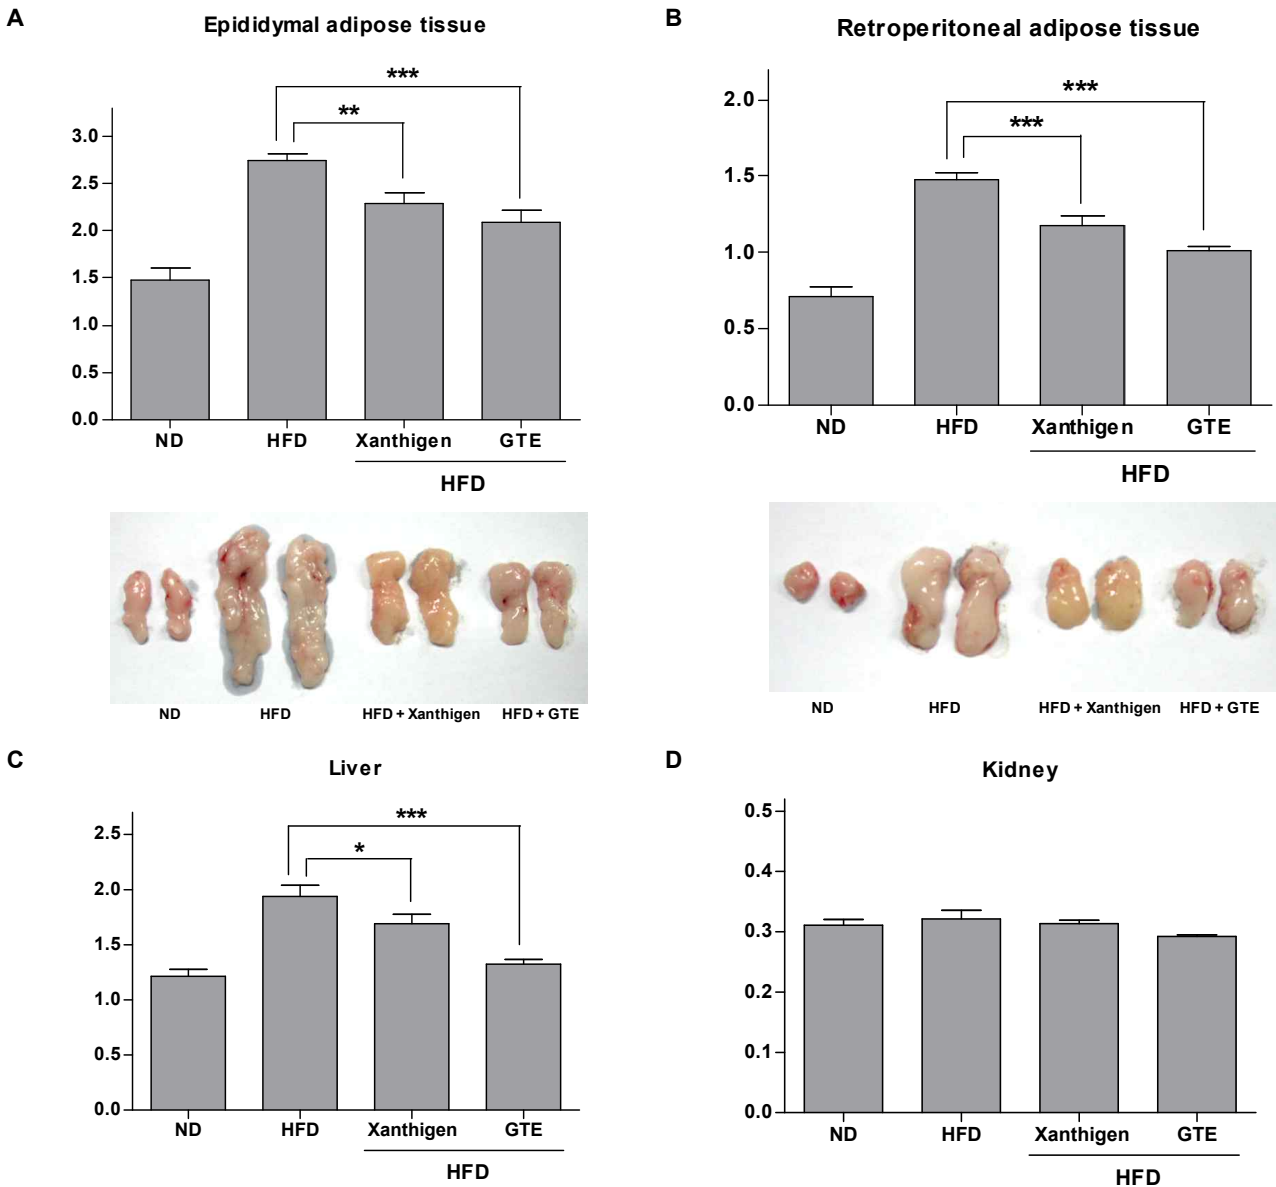 A
Epididymal adipose tissue
***
**
3.0
2.5
2.0
1.5
1.0
0.5
0.0
ND HFD Xanthigen GTE
HFD
ND HFD HFD + Xanthigen HFD + GTE
B
Retroperitoneal adipose tissue
***
***
2.0
1.5
1.0
0.5
0.0
ND HFD Xanthigen GTE
HFD
ND HFD HFD + Xanthigen HFD + GTE
C
Liver
***
*
2.5
2.0
1.5
1.0
0.5
0.0
ND HFD Xanthigen GTE
HFD
D
Kidney
0.5
0.4
0.3
0.2
0.1
0.0
ND HFD Xanthigen GTE
HFD